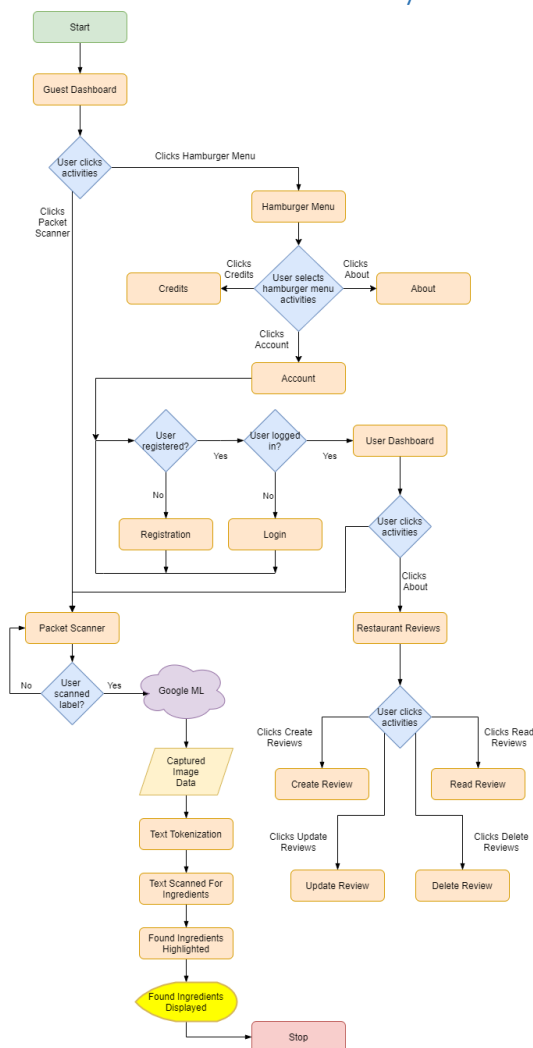 Start
Guest Dashboard
User clicks
activities
Clicks Hamburger Menu
Clicks
Packet
Scanner
Hamburger Menu
Clicks
Credits
User selects
hamburger menu
activities
Clicks
About
Credits
About
Clicks
Account
Account
User
registered?
Yes
User logged
in?
Yes
User Dashboard
No
No
Registration
Login
User clicks
activities
Clicks
About
Packet Scanner
Restaurant Reviews
No
User
scanned
label?
Yes
Google ML
User clicks
activities
Clicks Create
Reviews
Clicks Read
Reviews
Captured
Image
Data
Create Review
Read Review
Text Tokenization
Clicks Update
Reviews
Clicks Delete
Reviews
Text Scanned For
Ingredients
Update Review
Delete Review
Found Ingredients
Highlighted
Found Ingredients
Displayed
Stop